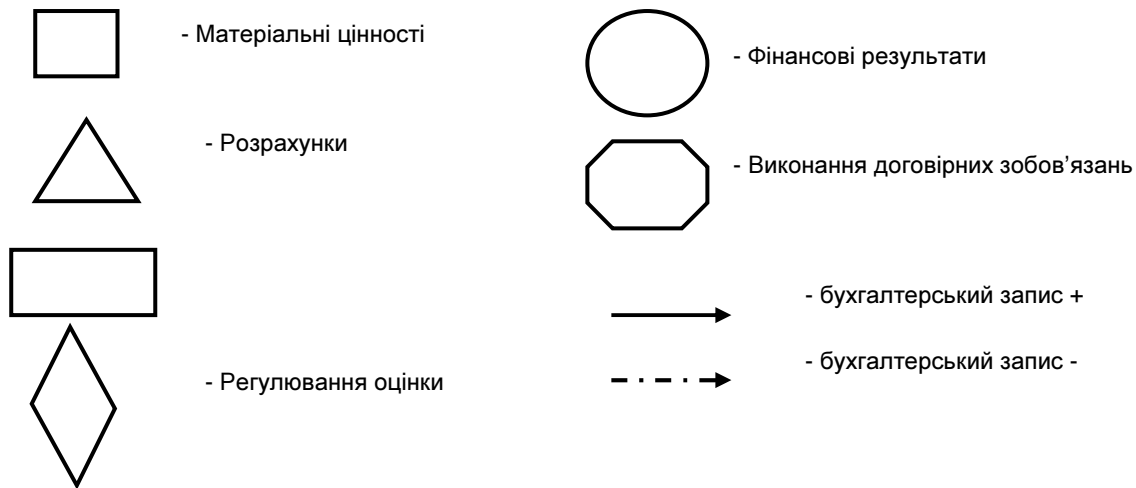 - Матеріальні цінності
- Розрахунки
- Регулювання оцінки
- Фінансові результати
- Виконання договірних зобов’язань
- бухгалтерський запис +
- бухгалтерський запис -